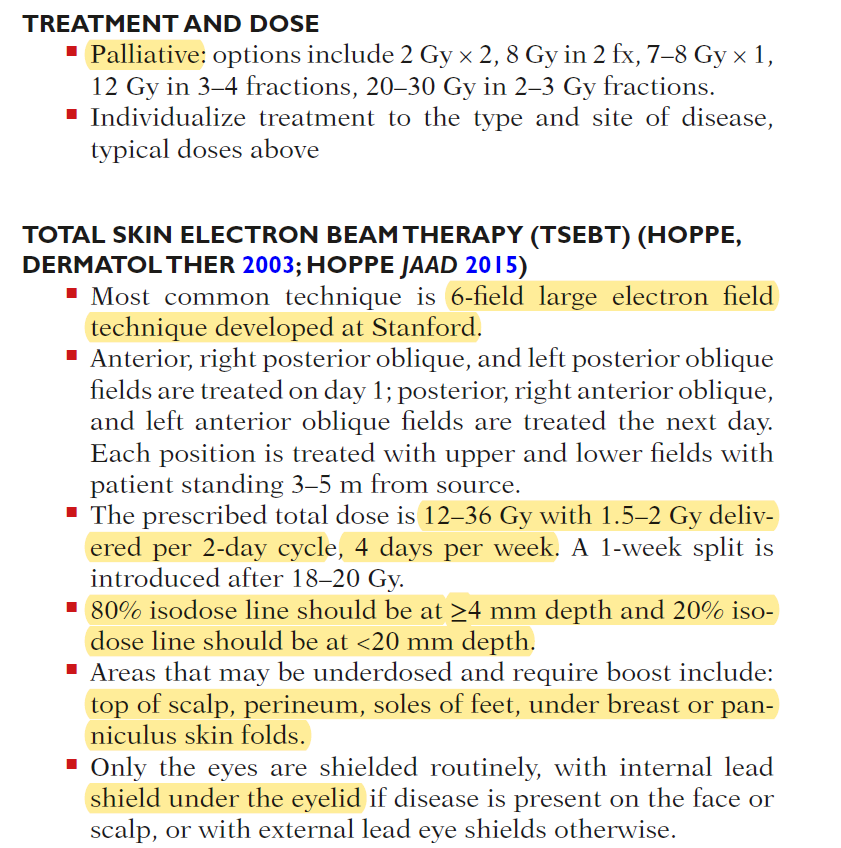 TREATMENT AND DOSE
▪ Palliative: options include 2 Gy × 2, 8 Gy in 2 fx, 7–8 Gy × 1,
12 Gy in 3–4 fractions, 20–30 Gy in 2–3 Gy fractions.
▪ Individualize treatment to the type and site of disease,
typical doses above
TOTAL SKIN ELECTRON BEAM THERAPY (TSEBT) (HOPPE,
DERMATOL THER 2003; HOPPE JAAD 2015)
▪ Most common technique is 6-field large electron field
technique developed at Stanford.
▪ Anterior, right posterior oblique, and left posterior oblique
fields are treated on day 1; posterior, right anterior oblique,
and left anterior oblique fields are treated the next day.
Each position is treated with upper and lower fields with
patient standing 3–5 m from source.
▪ The prescribed total dose is 12–36 Gy with 1.5–2 Gy deliv-
ered per 2-day cycle, 4 days per week. A 1-week split is
introduced after 18–20 Gy.
▪ 80% isodose line should be at ≥4 mm depth and 20% iso-
dose line should be at <20 mm depth.
▪ Areas that may be underdosed and require boost include:
top of scalp, perineum, soles of feet, under breast or pan-
niculus skin folds.
▪ Only the eyes are shielded routinely, with internal lead
shield under the eyelid if disease is present on the face or
scalp, or with external lead eye shields otherwise.